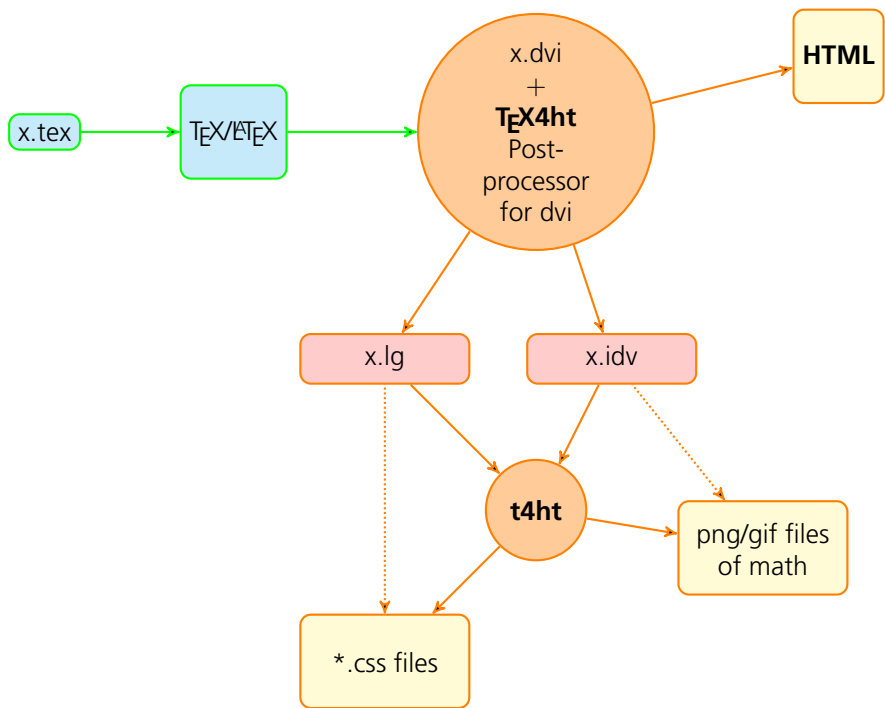 x.tex
TEX/LATEX
x.dvi
+
TEX4ht
Post-
processor
for dvi
HTML
x.lg
x.idv
t4ht
png/gif files
of math
*.css files